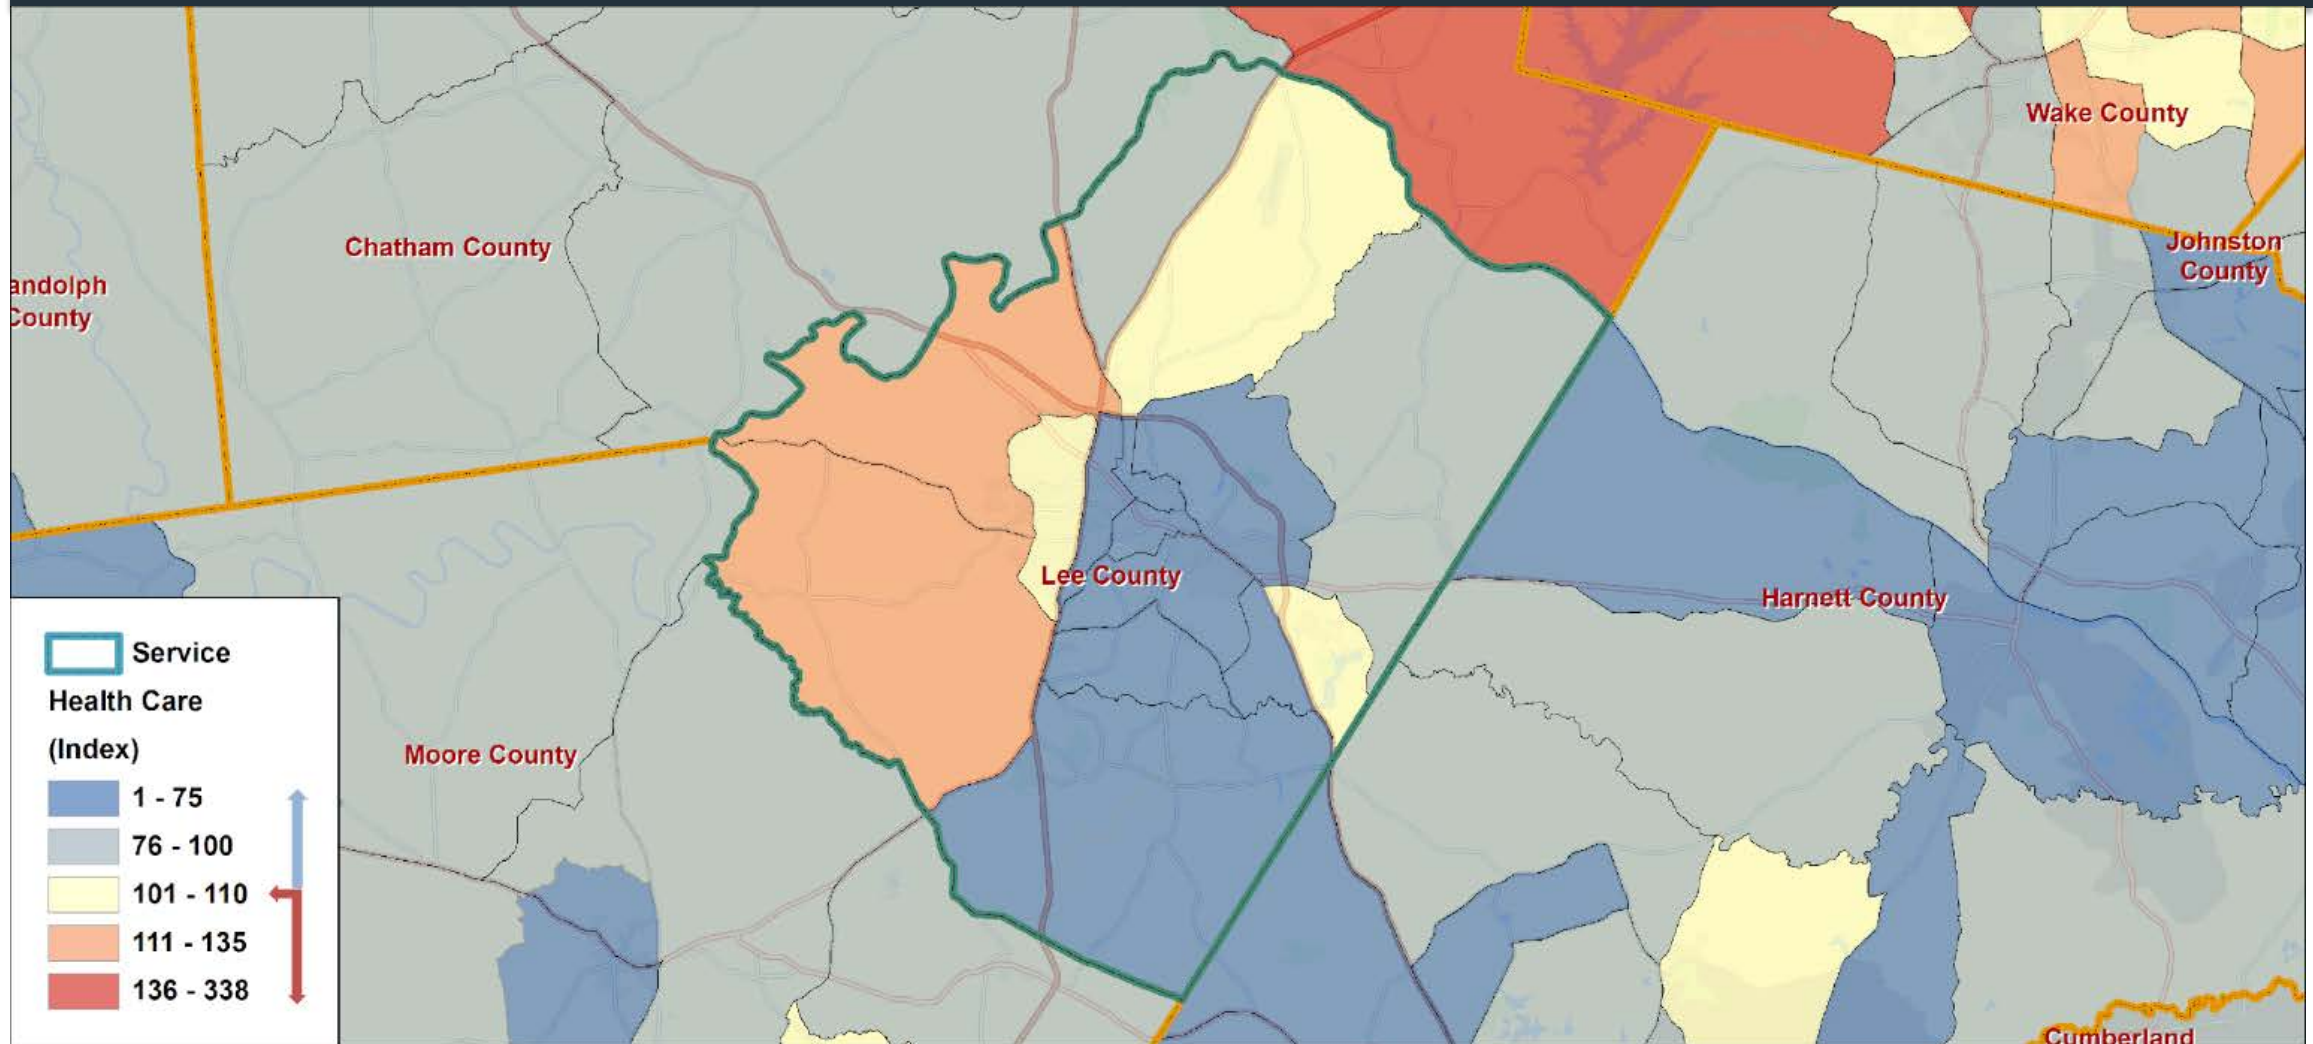 Wake County
Chatham County
Johnston
County
andolph
County
Lee County
Harnett County
Moore County
Cumberland
Service
Health Care
(Index)
1 - 75
76 - 100
101 - 110
111 - 135
136 - 338